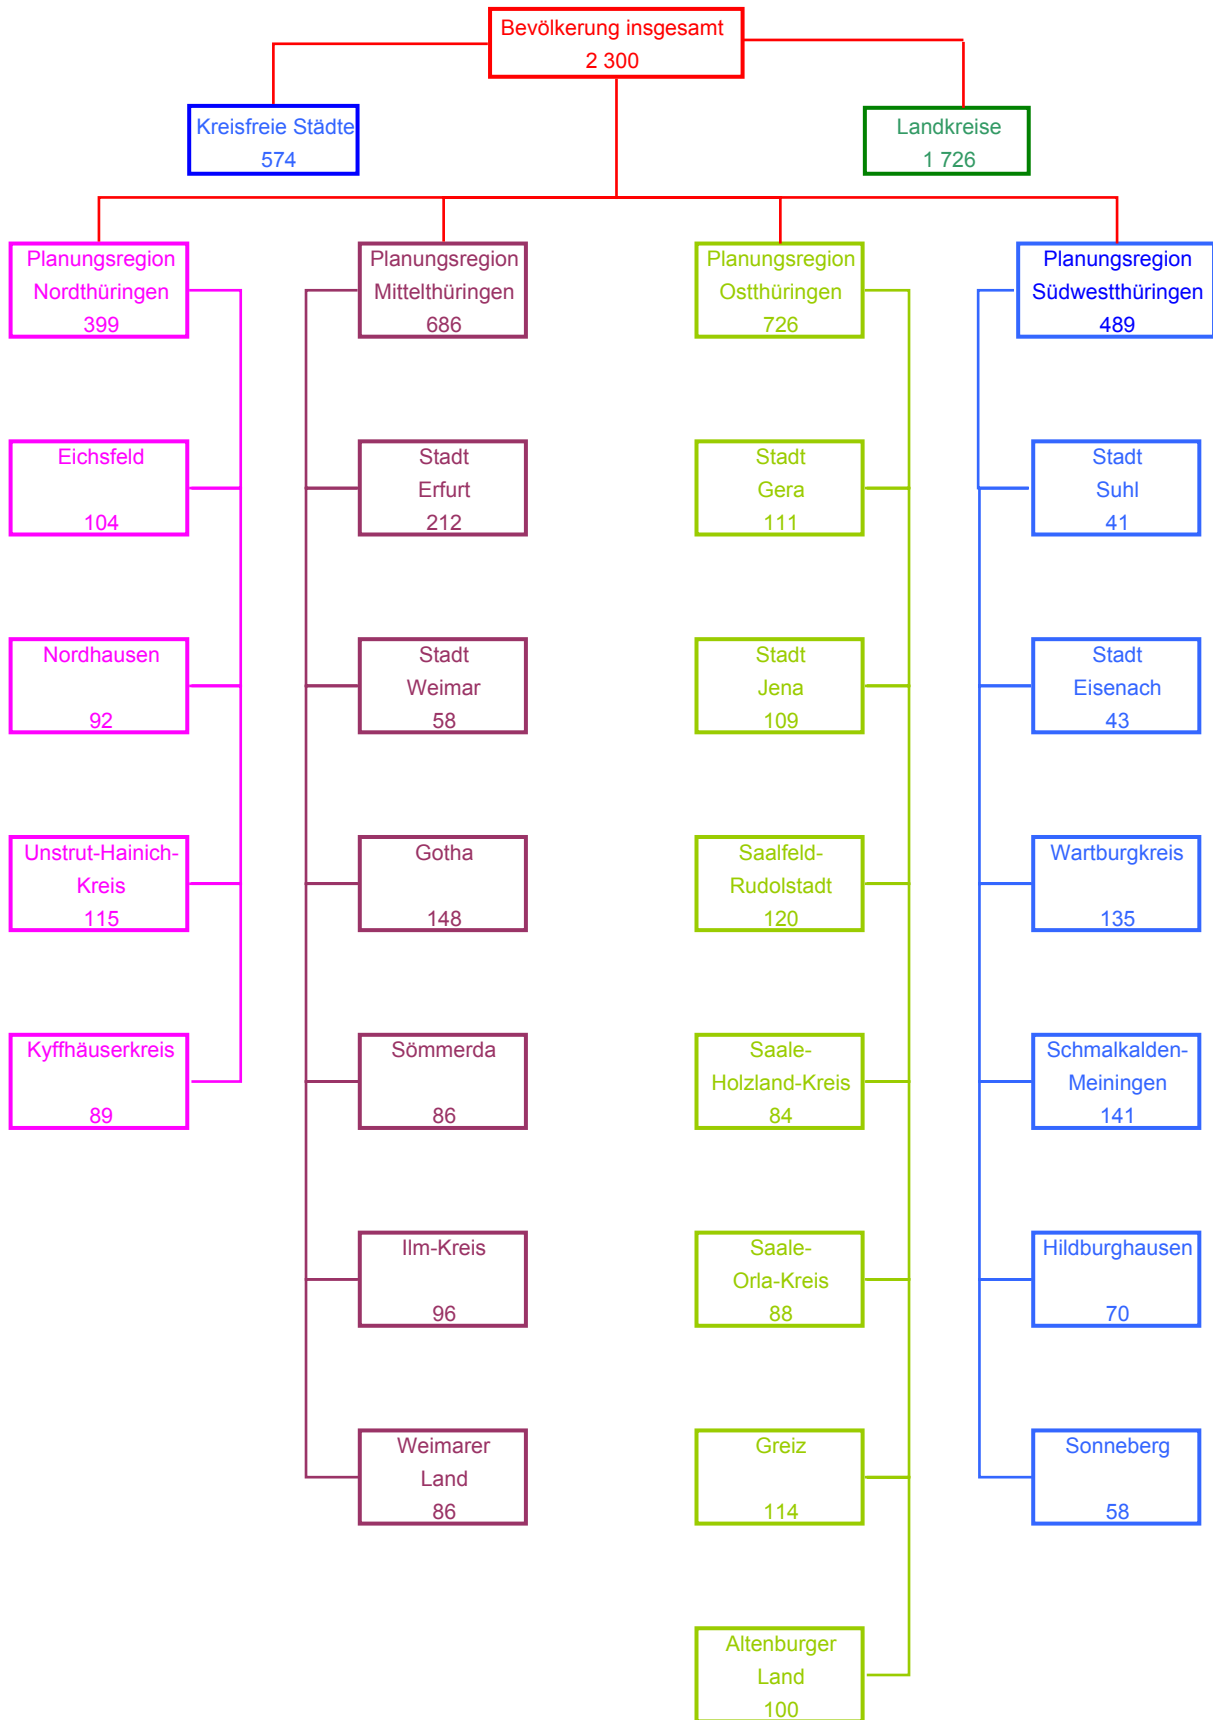 Bevölkerung insgesamt
2 300
Kreisfreie Städte
574
Landkreise
1 726
Planungsregion
Nordthüringen
399
Eichsfeld
104
Nordhausen
92
Unstrut-Hainich-
Kreis
115
Kyffhäuserkreis
89
Planungsregion
Mittelthüringen
686
Stadt
Erfurt
212
Stadt
Weimar
58
Gotha
148
Sömmerda
86
Ilm-Kreis
96
Weimarer
Land
86
Planungsregion
Ostthüringen
726
Stadt
Gera
111
Stadt
Jena
109
Saalfeld-
Rudolstadt
120
Saale-
Holzland-Kreis
84
Saale-
Orla-Kreis
88
Greiz
114
Altenburger
Land
100
Planungsregion
Südwestthüringen
489
Stadt
Suhl
41
Stadt
Eisenach
43
Wartburgkreis
135
Schmalkalden-
Meiningen
141
Hildburghausen
70
Sonneberg
58